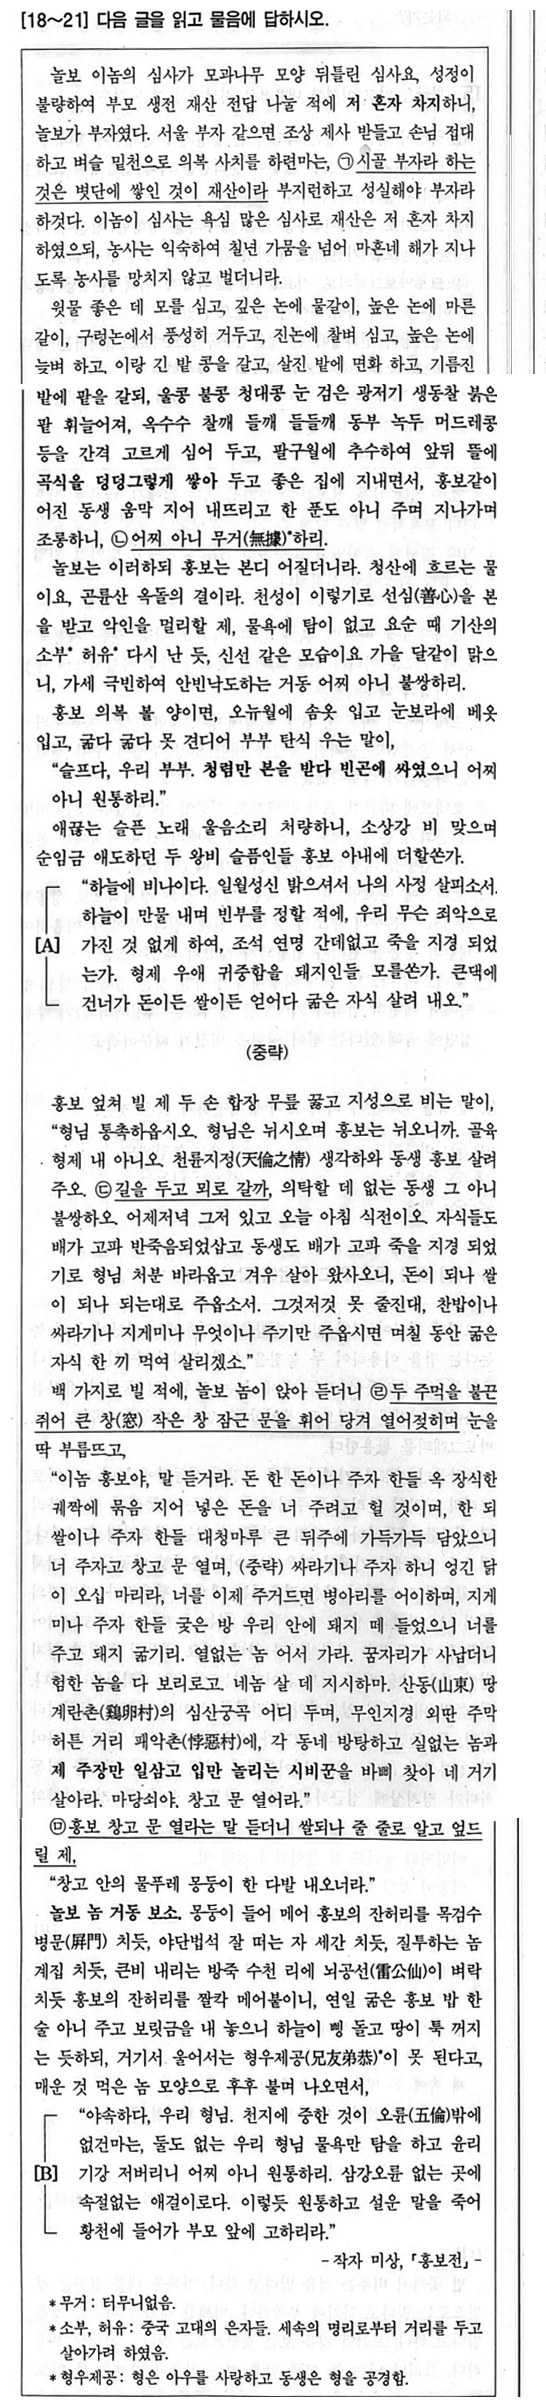 [18~21] 다음 글을 읽고 물음에 답하시오.
놀보 이놈의 심사가 모과나무 모양 뒤틀린 심사요, 성정이
불량하여 부모 생전 재산 전답 나눌 적에 저 혼자 차지하니,
놀보가 부자였다. 서울 부자 같으면 조상 제사 받들고 손님 접대
하고 벼슬 밑천으로 의복 사치를 하련마는, ㉠시골 부자라 하는
것은 볏단에 쌓인 것이 재산이라 부지런하고 성실해야 부자라
하것다. 이놈이 심사는 욕심 많은 심사로 재산은 저 혼자 차지
하였으되, 농사는 익숙하여 칠년 가뭄을 넘어 마흔네 해가 지나
도록 농사를 망치지 않고 벌더니라.
윗물 좋은 데 모를 심고, 깊은 논에 물갈이, 높은 논에 마른
갈이, 구렁논에서 풍성히 거두고, 진논에 찰벼 심고, 높은 논에
늦벼 하고, 이랑 긴 밭 콩을 갈고, 살진 밭에 면화 하고, 기름진
밭에 팥을 갈되, 울콩 불콩 청대콩 눈 검은 광저기 생동찰 붉은
팥 휘늘어져, 옥수수 참깨 들깨 들들깨 동부 녹두 머드레콩
등을 간격 고르게 심어 두고, 팔구월에 추수하여 앞뒤 뜰에
곡식을 덩덩그렇게 쌓아 두고 좋은 집에 지내면서, 홍보같이
어진 동생 움막 지어 내뜨리고 한 푼도 아니 주며 지나가며
조롱하니, ㉡어찌 아니 무거(無據)*하리.
놀보는 이러하되 흥보는 본디 어질더니라. 청산에 흐르는 물
이요, 곤륜산 옥돌의 결이라. 천성이 이렇기로 선심(善心)을 본
을 받고 악인을 멀리할 제, 물욕에 탐이 없고 요순 때 기산의
소부* 허유* 다시 난 듯, 신선 같은 모습이요 가을 달같이 맑으
니, 가세 극빈하여 안빈낙도하는 거동 어찌 아니 불쌍하리.
흥보 의복 볼 양이면, 오뉴월에 솜옷 입고 눈보라에 베옷
입고, 굶다 굶다 못 견디어 부부 탄식 우는 말이,
“슬프다, 우리 부부. 청렴만 본을 받다 빈곤에 싸였으니 어찌
아니 원통하리.”
애끊는 슬픈 노래 울음소리 처량하니, 소상강 비 맞으며
순임금 애도하던 두 왕비 슬픔인들 흥보 아내에 더할쏜가.
“하늘에 비나이다. 일월성신 밝으셔서 나의 사정 살피소서.
하늘이 만물 내며 빈부를 정할 적에, 우리 무슨 죄악으로
[A] 가진 것 없게 하여, 조석 연명 간데없고 죽을 지경 되었
는가. 형제 우애 귀중함을 돼지인들 모를쏜가. 큰댁에
건너가 돈이든 쌀이든 얻어다 굶은 자식 살려 내오.”
(중략)
흥보 엎쳐 빌 제 두 손 합장 무릎 꿇고 지성으로 비는 말이,
“형님 통촉하옵시오. 형님은 뉘시오며 흥보는 뉘오니까. 골육
형제 내 아니오. 천륜지정(天倫之情) 생각하와 동생 흥보 살려
주오. ㉢길을 두고 뫼로 갈까, 의탁할 데 없는 동생 그 아니
불쌍하오. 어제저녁 그저 있고 오늘 아침 식전이오. 자식들도
배가 고파 반죽음되었삽고 동생도 배가 고파 죽을 지경 되었
기로 형님 처분 바라옵고 겨우 살아 왔사오니, 돈이 되나 쌀
이 되나 되는대로 주옵소서. 그것저것 못 줄진대, 찬밥이나
싸라기나 지게미나 무엇이나 주기만 주옵시면 며칠 동안 굶은
자식 한 끼 먹여 살리겠소.”
백 가지로 빌 적에, 놀보 놈이 앉아 듣더니 ㉣두 주먹을 불끈
쥐어 큰 창(窓) 작은 창 잠근 문을 휘어 당겨 열어젖히며 눈을
딱 부릅뜨고,
“이놈 흥보야, 말 듣거라. 돈 한 돈이나 주자 한들 옥 장식한
궤짝에 묶음 지어 넣은 돈을 너 주려고 헐 것이며, 한 되
쌀이나 주자 한들 대청마루 큰 뒤주에 가득가득 담았으니
너 주자고 창고 문 열며, (중략) 싸라기나 주자 하니 엉긴 닭
이 오십 마리라, 너를 이제 주거드면 병아리를 어이하며, 지게
미나 주자 한들 궂은 방 우리 안에 돼지 떼 들었으니 너를
주고 돼지 굶기리. 열없는 놈 어서 가라. 꿈자리가 사납더니
험한 꼴을 다 보리로고. 네놈 살 데 지시하마. 산동(山東) 땅
계란촌(鷄卵村)의 심산궁곡 어디 두며, 무인지경 외딴 주막
허튼 거리 패악촌(悖惡村)에, 각 동네 방탕하고 실없는 놈과
제 주장만 일삼고 입만 놀리는 시비꾼을 바삐 찾아 네 거기
살아라. 마당쇠야. 창고 문 열어라.”
㉤흥보 창고 문 열라는 말 듣더니 쌀되나 줄 줄로 알고 엎드
릴 제,
“창고 안의 물푸레 몽둥이 한 다발 내오너라.”
놀보 놈 거동 보소. 몽둥이 들어 메어 흥보의 잔허리를 목검수
병문(屛門) 치듯, 야단법석 잘 떠는 자 세간 치듯, 질투하는 놈
계집 치듯, 큰비 내리는 방죽 수천 리에 뇌공선(雷公仙)이 벼락
치듯 흥보의 잔허리를 짤각 메어붙이니, 연일 굶은 흥보 밥 한
술 아니 주고 보릿금을 내 놓으니 하늘이 삥 돌고 땅이 툭 꺼지
는 듯하되, 거기서 울어서는 형우제공(兄友弟恭)*이 못 된다고,
매운 것 먹은 놈 모양으로 후후 불며 나오면서,
“야속하다, 우리 형님. 천지에 중한 것이 오륜(五倫)밖에
없건마는, 둘도 없는 우리 형님 물욕만 탐을 하고 윤리
[B] 기강 저버리니 어찌 아니 원통하리. 삼강오륜 없는 곳에
속절없는 애걸이로다. 이렇듯 원통하고 설운 말을 죽어
황천에 들어가 부모 앞에 고하리라.”
- 작자 미상, 「흥보전」 -
*무거: 터무니없음.
*소부, 허유: 중국 고대의 은자들. 세속의 명리로부터 거리를 두고
살아가려 하였음.
*형우제공: 형은 아우를 사랑하고 동생은 형을 공경함.